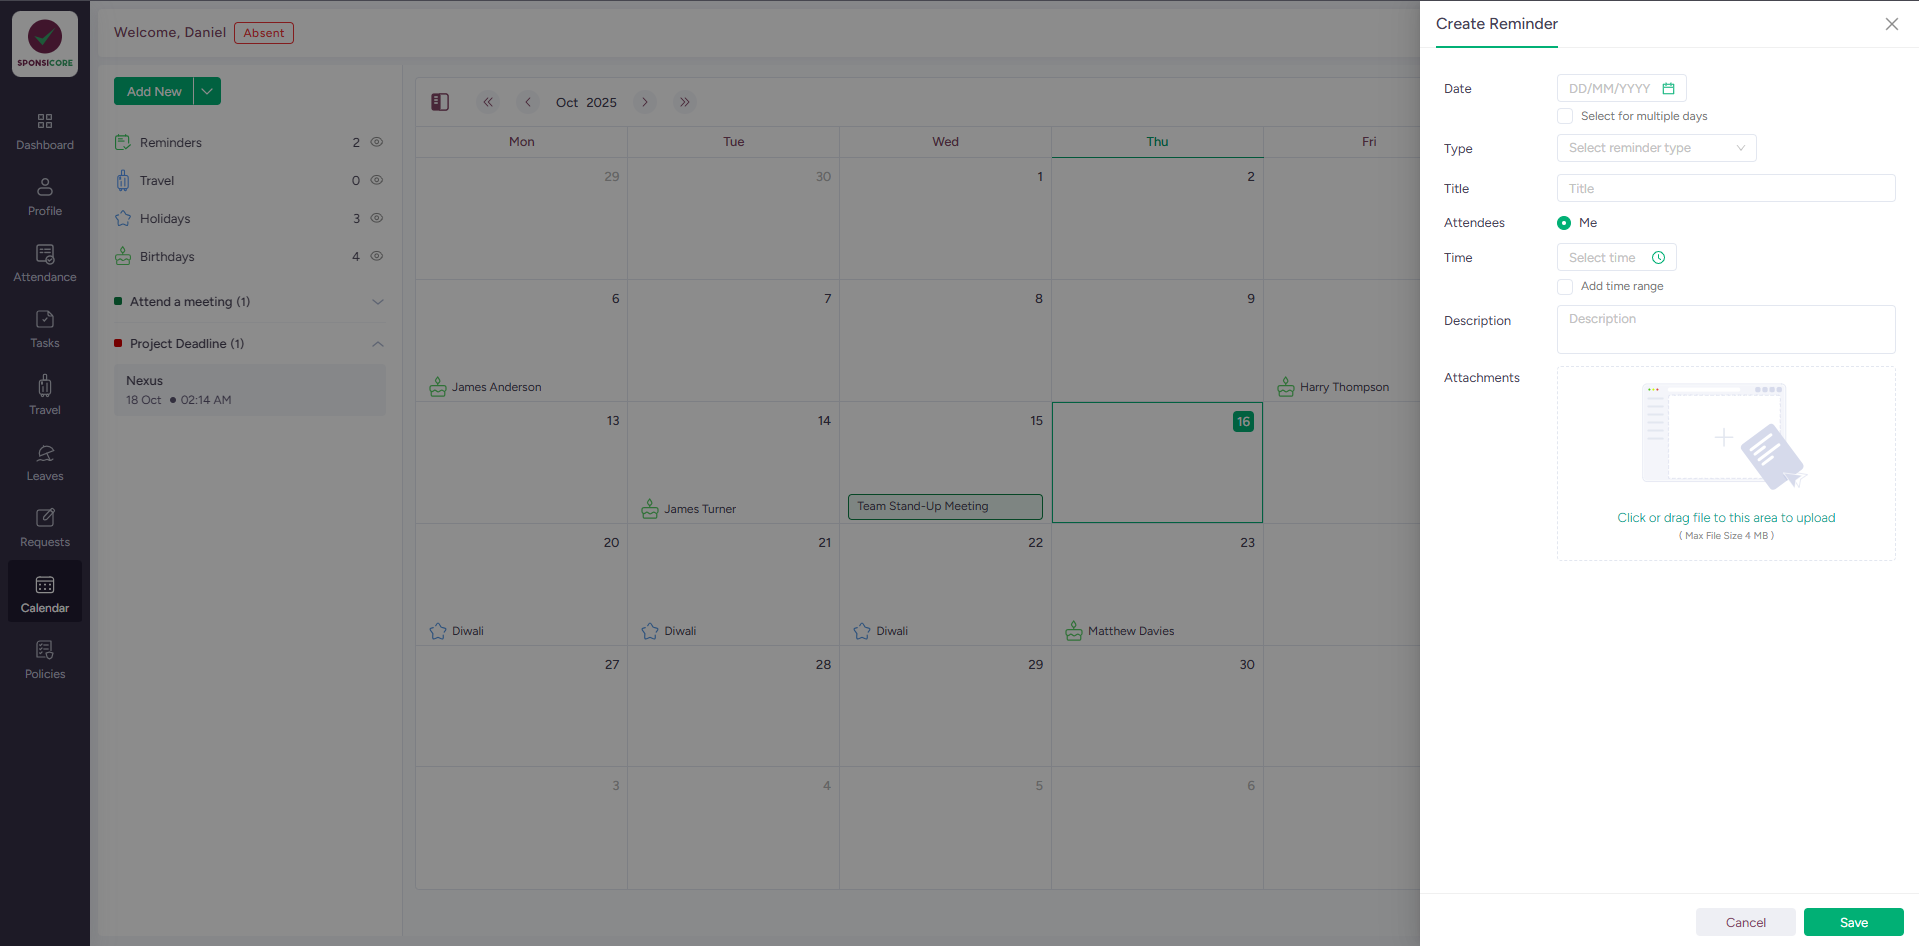 SPONSICORE
Dashboard
Profile
Attendance
Tasks
Travel
Leaves
Requests
Calendar
Policies
Welcome, Daniel Absent
Add New
Reminders 2
Travel 0
Holidays 3
Birthdays 4
Attend a meeting (1)
Project Deadline (1)
Nexus
18 Oct 02:14 AM
Oct 2025
Mon Tue Wed Thu Fri
29 30 1 2
6 7 8 9
James Anderson Harry Thompson
13 14 15 16
James Turner Team Stand-Up Meeting
20 21 22 23
Diwali Diwali Diwali Matthew Davies
27 28 29 30
3 4 5 6
Create Reminder
Date DD/MM/YYYY
Select for multiple days
Type Select reminder type
Title Title
Attendees Me
Time Select time
Add time range
Description Description
Attachments
Click or drag file to this area to upload
( Max File Size 4 MB )
Cancel Save